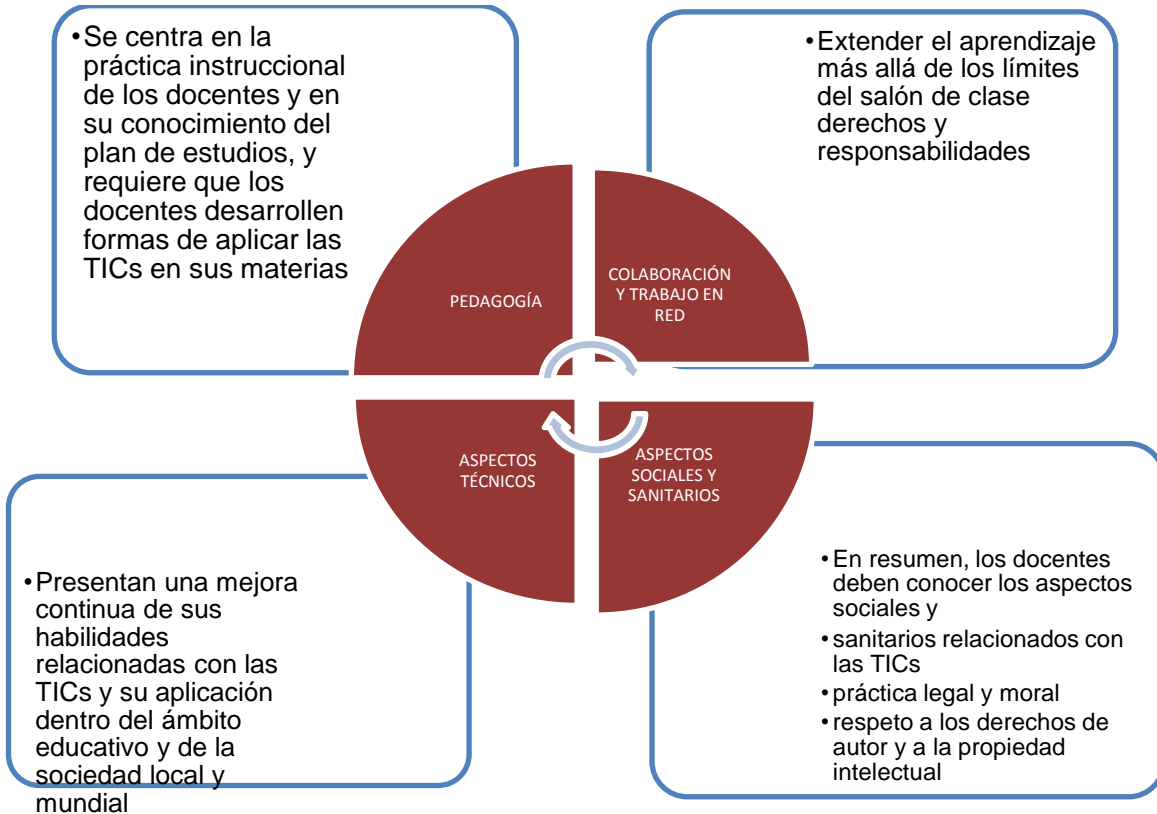 •Se centra en la
práctica instruccional
de los docentes y en
su conocimiento del
plan de estudios, y
requiere que los
docentes desarrollen
formas de aplicar las
TICs en sus materias
•Extender el aprendizaje
más allá de los límites
del salón de clase
derechos y
responsabilidades
PEDAGOGÍA
COLABORACIÓN
Y TRABAJO EN
RED
ASPECTOS
TÉCNICOS
ASPECTOS
SOCIALES Y
SANITARIOS
•Presentan una mejora
continua de sus
habilidades
relacionadas con las
TICs y su aplicación
dentro del ámbito
educativo y de la
sociedad local y
mundial
•En resumen, los docentes
deben conocer los aspectos
sociales y
•sanitarios relacionados con
las TICs
•práctica legal y moral
•respeto a los derechos de
autor y a la propiedad
intelectual